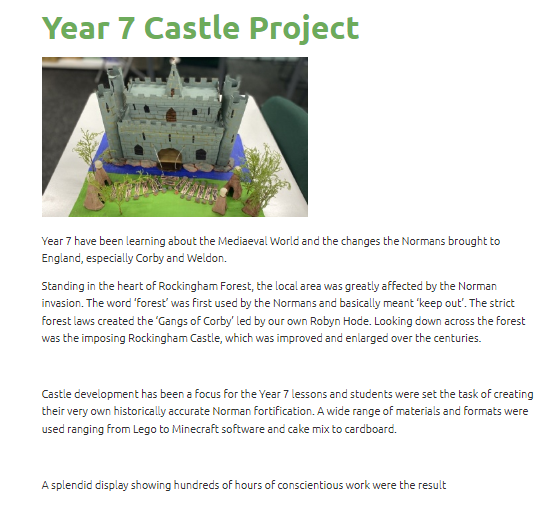 Year 7 Castle Project
Year 7 have been learning about the Mediaeval World and the changes the Normans brought to
England, especially Corby and Weldon.
Standing in the heart of Rockingham Forest, the local area was greatly affected by the Norman
invasion. The word ‘forest’ was first used by the Normans and basically meant ‘keep out’. The strict
forest laws created the ‘Gangs of Corby’ led by our own Robyn Hode. Looking down across the forest
was the imposing Rockingham Castle, which was improved and enlarged over the centuries.
Castle development has been a focus for the Year 7 lessons and students were set the task of creating
their very own historically accurate Norman fortification. A wide range of materials and formats were
used ranging from Lego to Minecraft software and cake mix to cardboard.
A splendid display showing hundreds of hours of conscientious work were the result